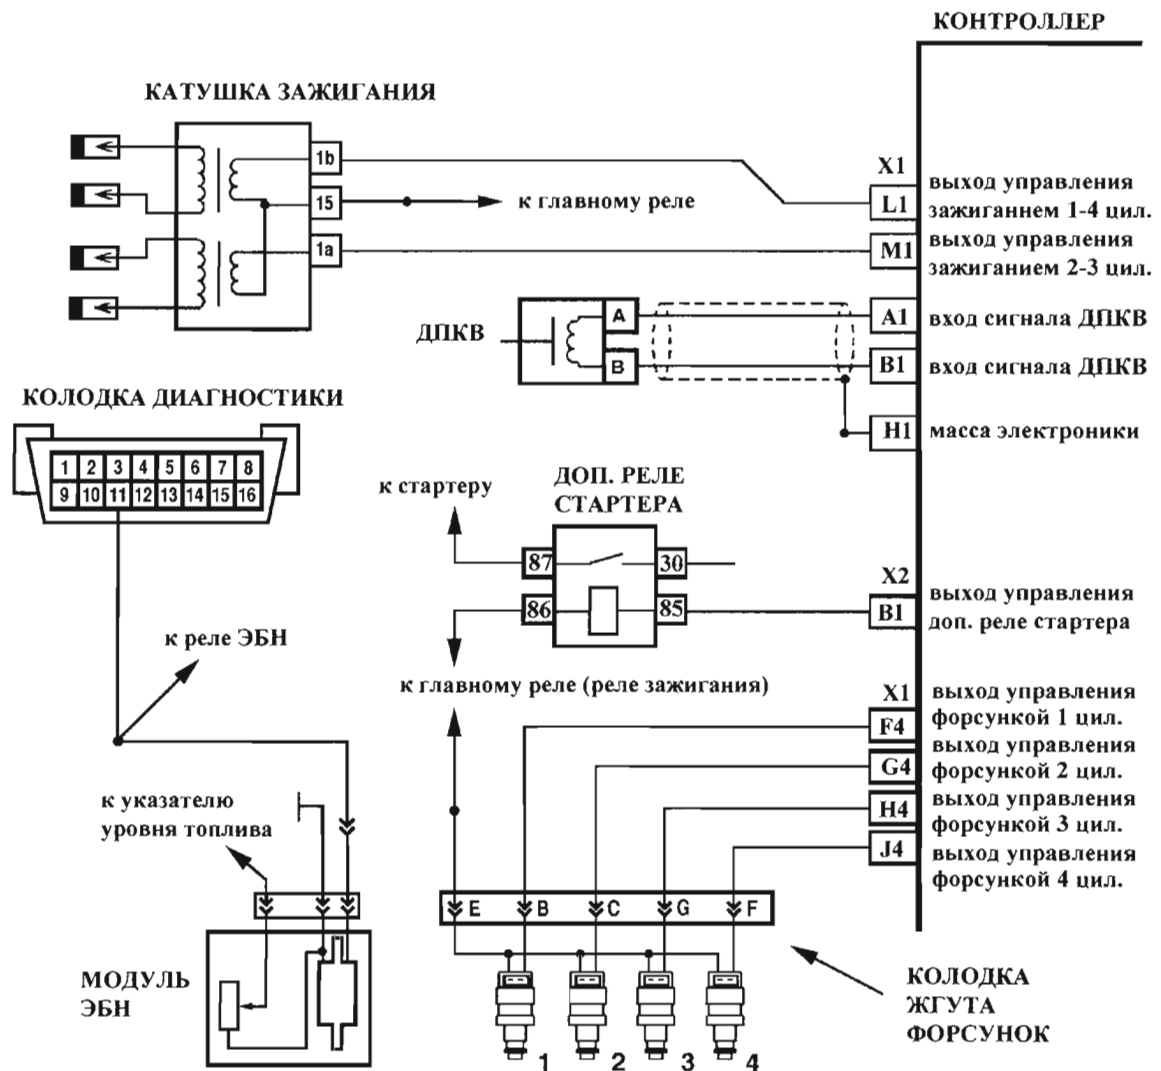 КОНТРОЛЛЕР
КАТУШКА ЗАЖИГАНИЯ
1b
15
1a
к главному реле
X1
L1
выход управления
зажиганнем 1-4 цил.
M1
выход управления
зажиганием 2-3 цил.
ДПКВ
A
B
A1
вход сигнала ДПКВ
B1
вход сигнала ДПКВ
H1
масса электроники
КОЛОДКА ДИАГНОСТИКИ
1 2 3 4 5 6 7 8
9 10 11 12 13 14 15 16
к стартеру
ДОП. РЕЛЕ
СТАРТЕРА
87
30
86
85
X2
B1
выход управления
доп. реле стартера
к реле ЭБН
к главному реле (реле зажигания)
X1
F4
выход управления
форсункой 1 цил.
G4
выход управления
форсункой 2 цил.
H4
выход управления
форсункой 3 цил.
J4
выход управления
форсункой 4 цил.
к указателю
уровня топлива
E B C G F
МОДУЛЬ
ЭБН
1 2 3 4
КОЛОДКА
ЖГУТА
ФОРСУНОК